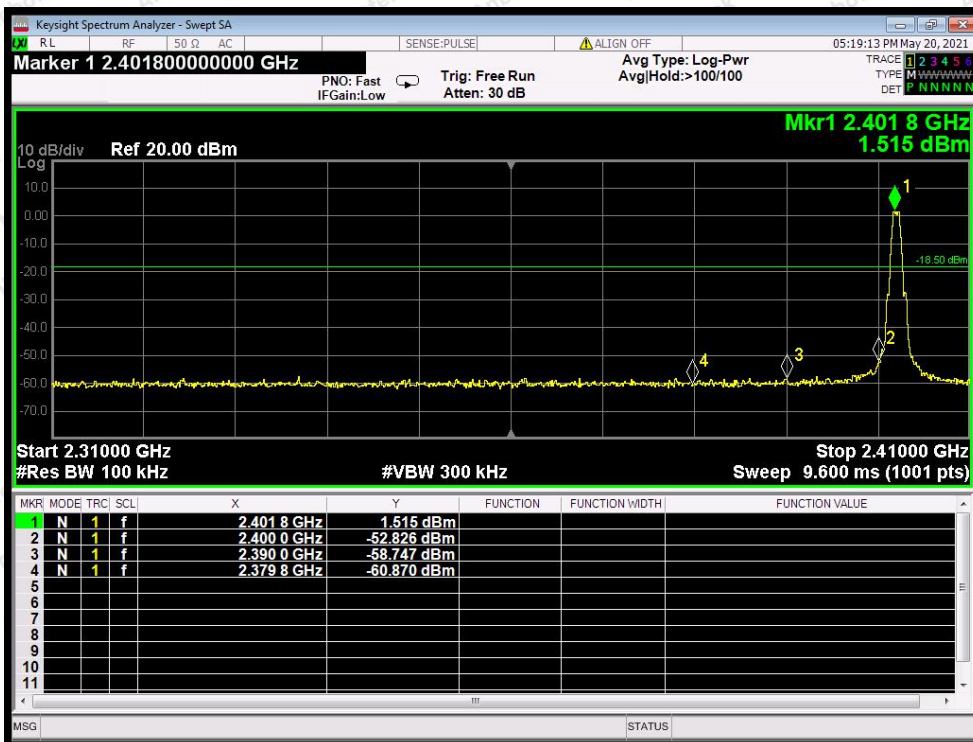 Keysight Spectrum Analyzer - Swept SA
LXI RL RF 50 Ω AC SENSE:PULSE ALIGN OFF 05:19:13 PM May 20, 2021
Marker 1 2.401800000000 GHz
PNO: Fast
IFGain:Low
Trig: Free Run
Atten: 30 dB
Avg Type: Log-Pwr
Avg|Hold:>100/100
TRACE 1 2 3 4 5 6
TYPE M WWWWW
DET P N N N N N
Mkr1 2.401 8 GHz
1.515 dBm
10 dB/div Ref 20.00 dBm
Log
10.0
0.00
-10.0
-20.0
-30.0
-40.0
-50.0
-60.0
-70.0
1
-18.50 dBm
2
3
4
Start 2.31000 GHz Stop 2.41000 GHz
#Res BW 100 kHz #VBW 300 kHz Sweep 9.600 ms (1001 pts)
MKR MODE TRC SCL X Y FUNCTION FUNCTION WIDTH FUNCTION VALUE
1 N 1 f 2.401 8 GHz 1.515 dBm
2 N 1 f 2.400 0 GHz -52.826 dBm
3 N 1 f 2.390 0 GHz -58.747 dBm
4 N 1 f 2.379 8 GHz -60.870 dBm
5
6
7
8
9
10
11
MSG STATUS